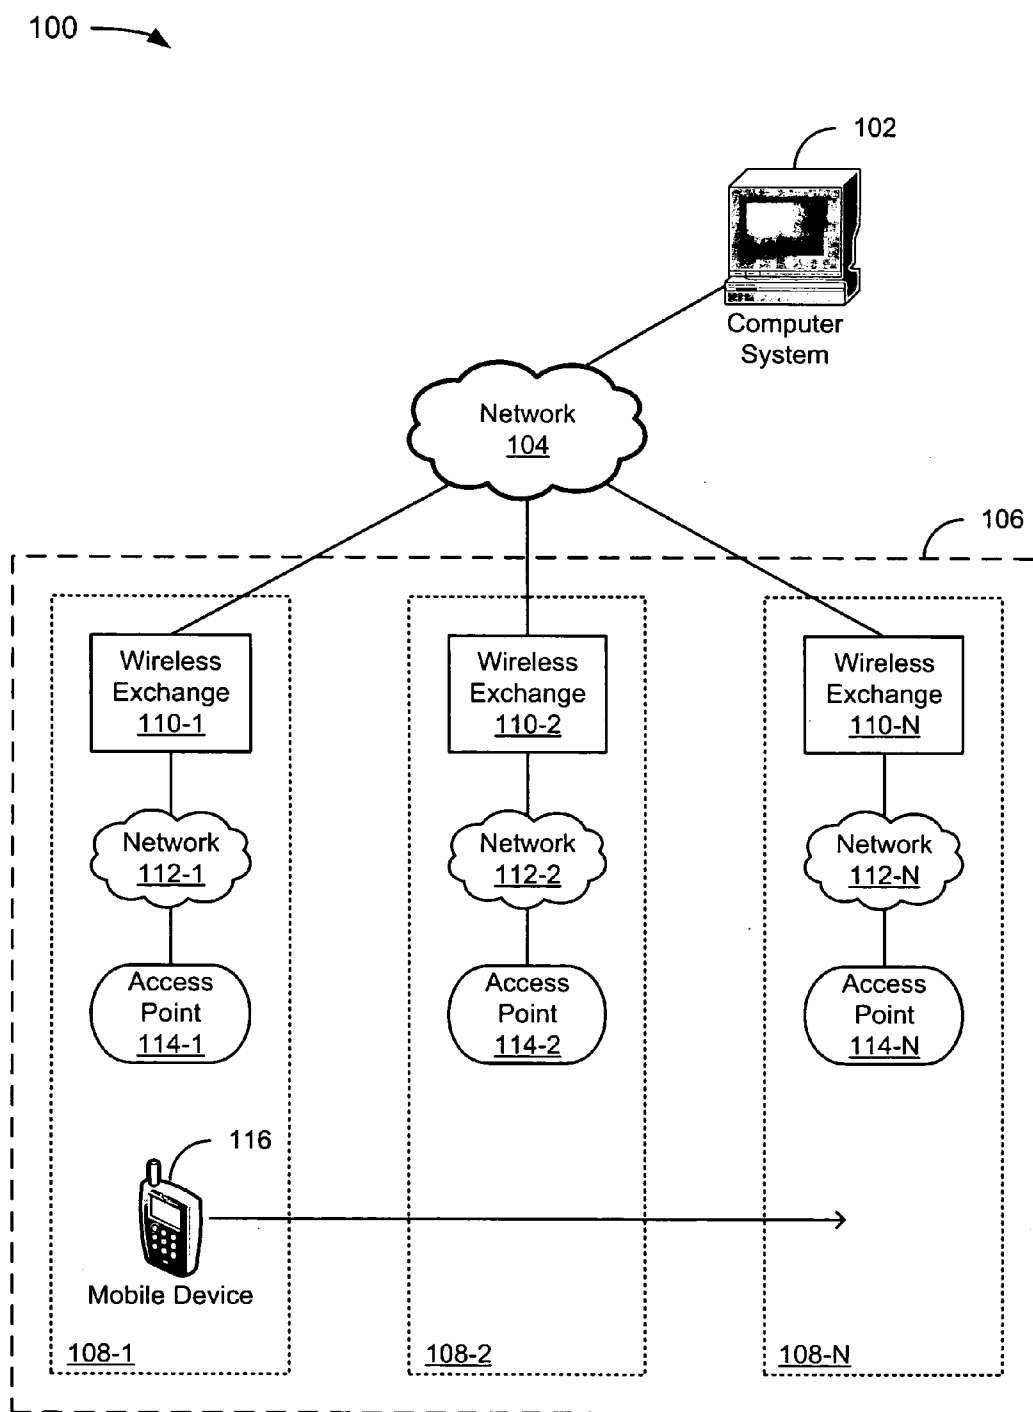 100
102
Computer
System
Network
104
106
Wireless
Exchange
110-1
Wireless
Exchange
110-2
Wireless
Exchange
110-N
Network
112-1
Network
112-2
Network
112-N
Access
Point
114-1
Access
Point
114-2
Access
Point
114-N
116
Mobile Device
108-1
108-2
108-N